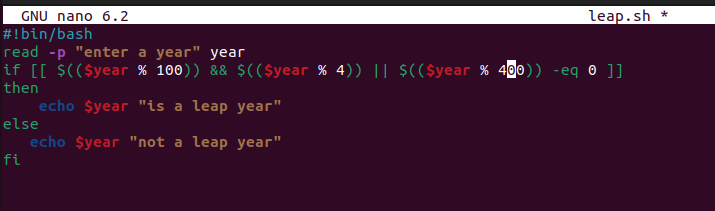 GNU nano 6.2 leap.sh *
#!bin/bash
read -p "enter a year" year
if [[ $(($year % 100)) && $(($year % 4)) || $(($year % 400)) -eq 0 ]]
then
    echo $year "is a leap year"
else
   echo $year "not a leap year"
fi